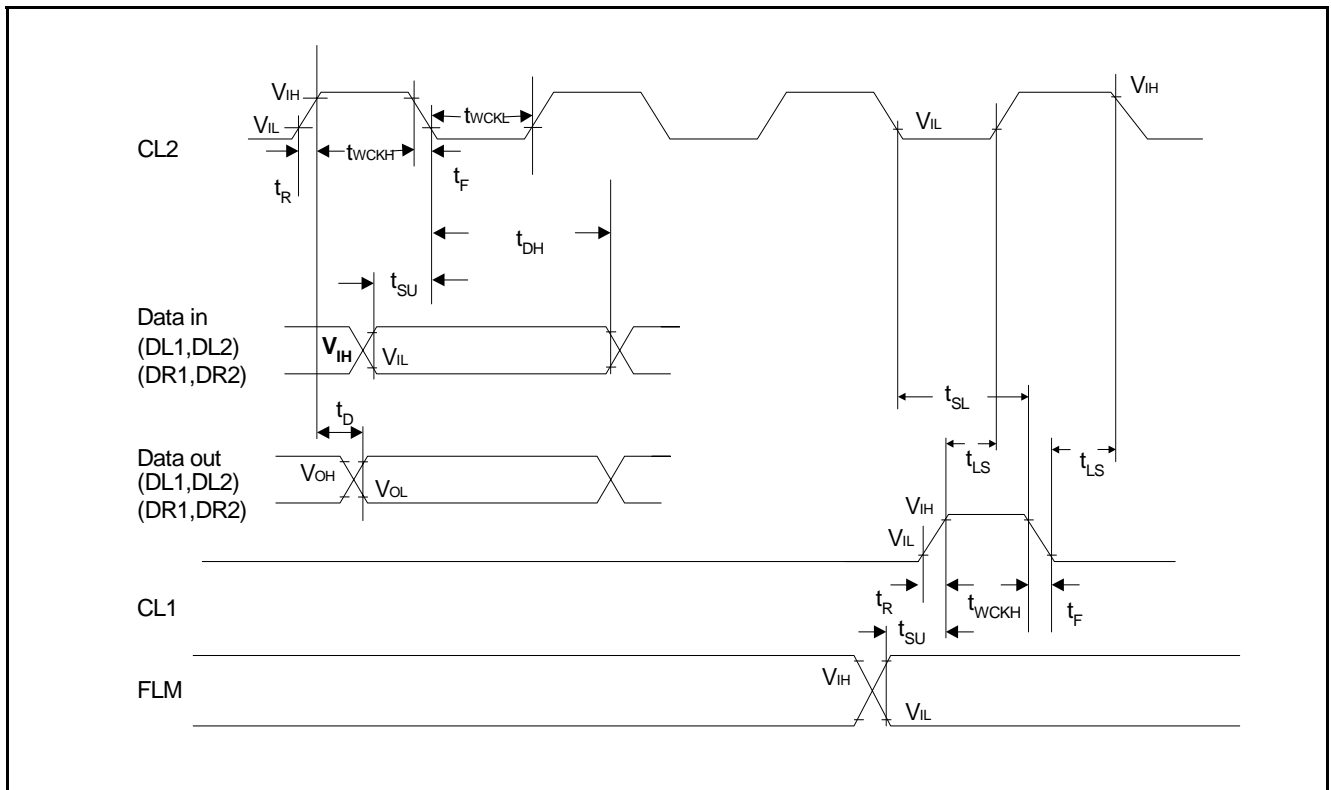 VIH
VIH
VIL
tWCKL
VIL
CL2
tWCKH
tR
tF
tDH
tSU
Data in
(DL1,DL2)
(DR1,DR2)
VIH
VIL
tSL
tD
Data out
(DL1,DL2)
(DR1,DR2)
VOH
VOL
tLS
tLS
VIH
VIL
CL1
tR
tWCKH
tF
tSU
FLM
VIH
VIL